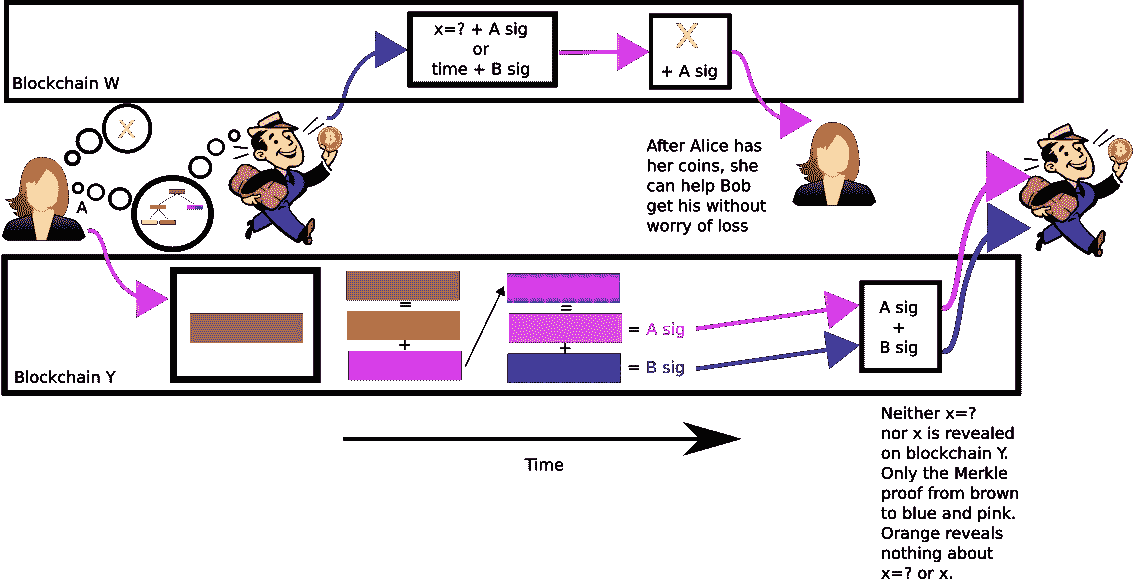 x=? + A sig
or
time + B sig
X
+ A sig
Blockchain W
X
A
After Alice has
her coins, she
can help Bob
get his without
worry of loss
=
+
=
+
= A sig
= B sig
A sig
+
B sig
Blockchain Y
Time
Neither x=?
nor x is revealed
on blockchain Y.
Only the Merkle
proof from brown
to blue and pink.
Orange reveals
nothing about
x=? or x.